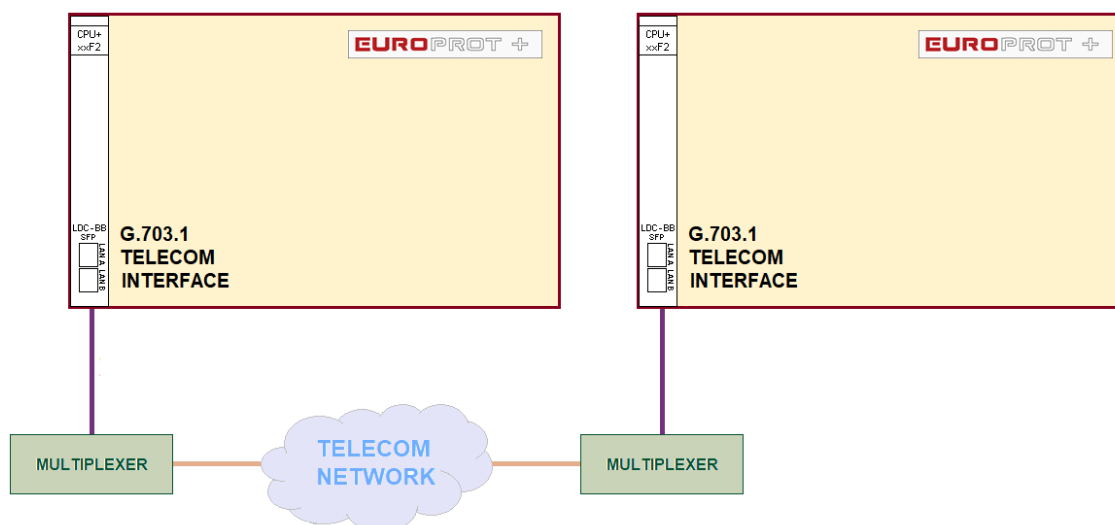 CPU+
xxF2
EUROPROT +
LDC-BB
SFP
LAN A
LAN B
G.703.1
TELECOM
INTERFACE
CPU+
xxF2
EUROPROT +
LDC-BB
SFP
LAN A
LAN B
G.703.1
TELECOM
INTERFACE
MULTIPLEXER
TELECOM
NETWORK
MULTIPLEXER